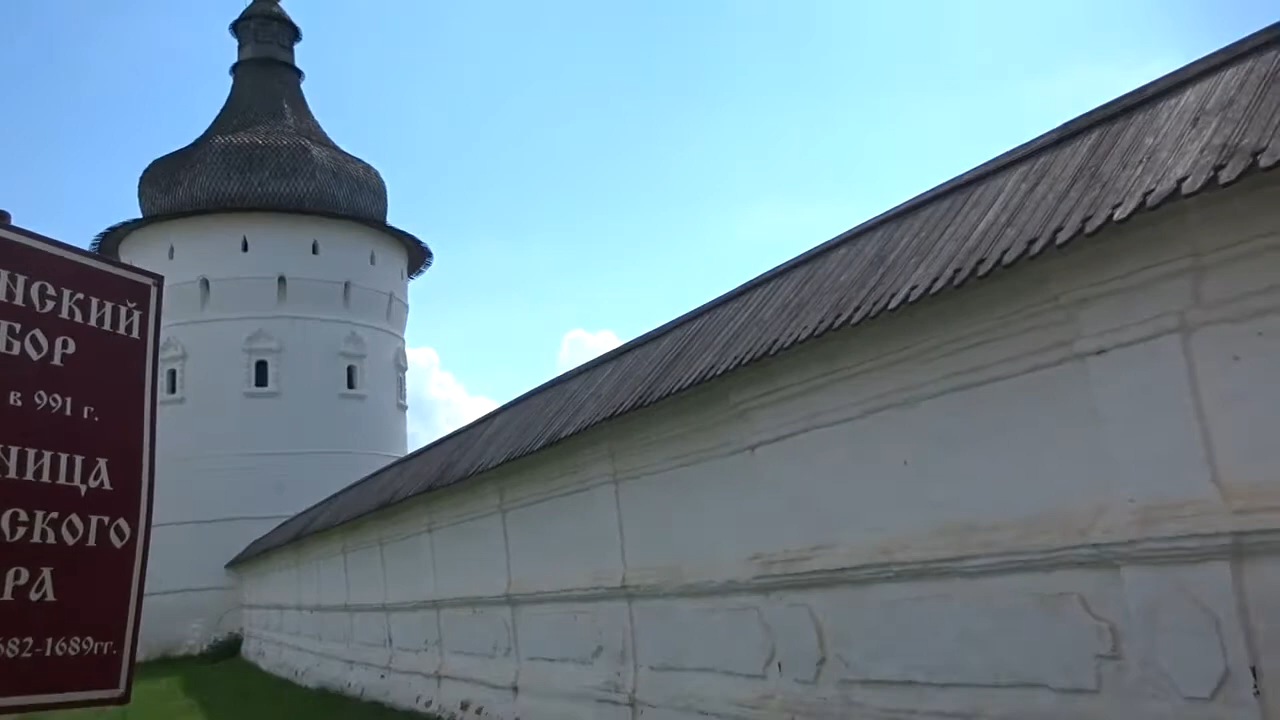 НСКИЙ
БОР
в 991 г.
НИЦА
СКОГО
РА
682-1689гг.